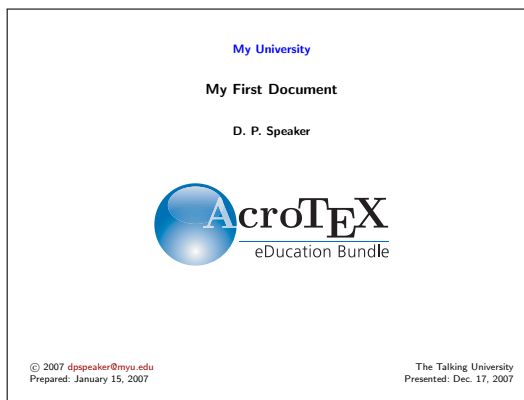 My University
My First Document
D. P. Speaker
AcroTEX
eDucation Bundle
© 2007 dpspeaker@myu.edu
Prepared: January 15, 2007
The Talking University
Presented: Dec. 17, 2007